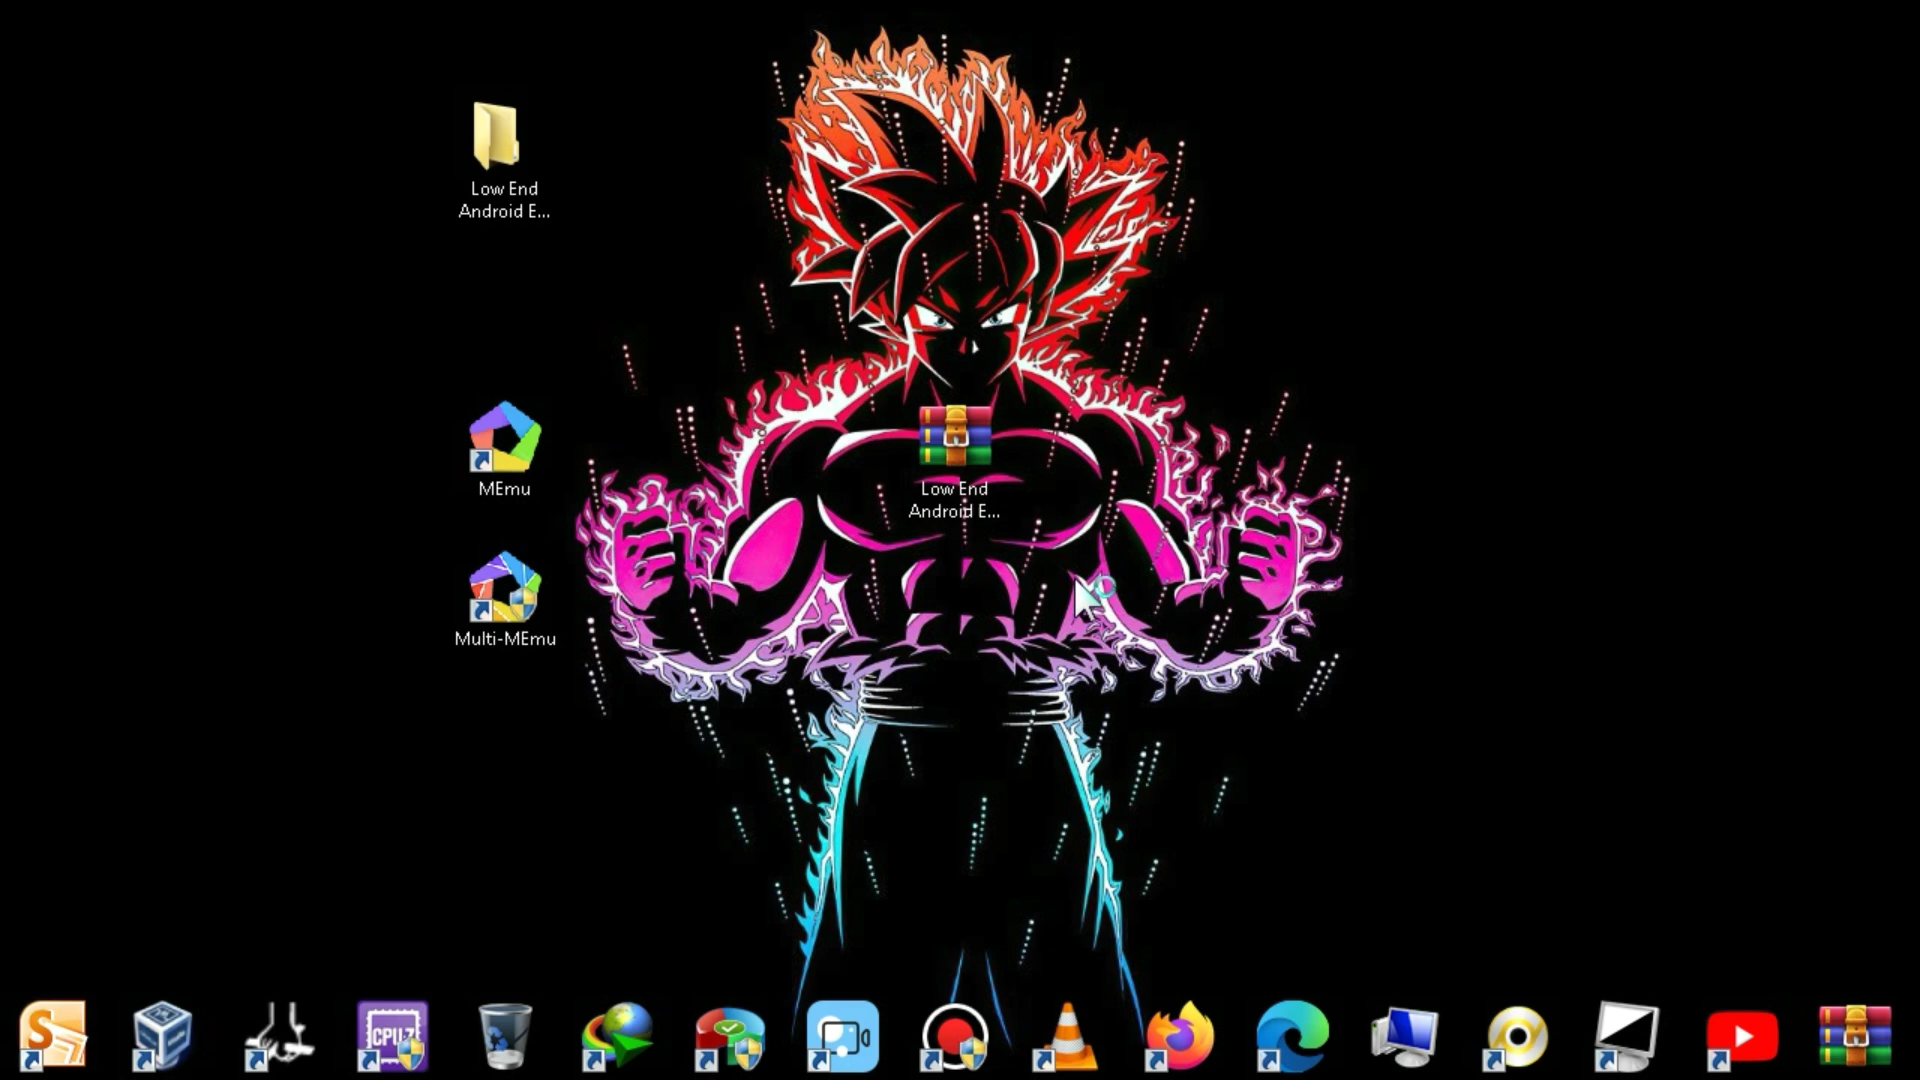 Low End
Android E...
MEmu
Low End
Android E...
Multi-MEmu
S
CPU-Z